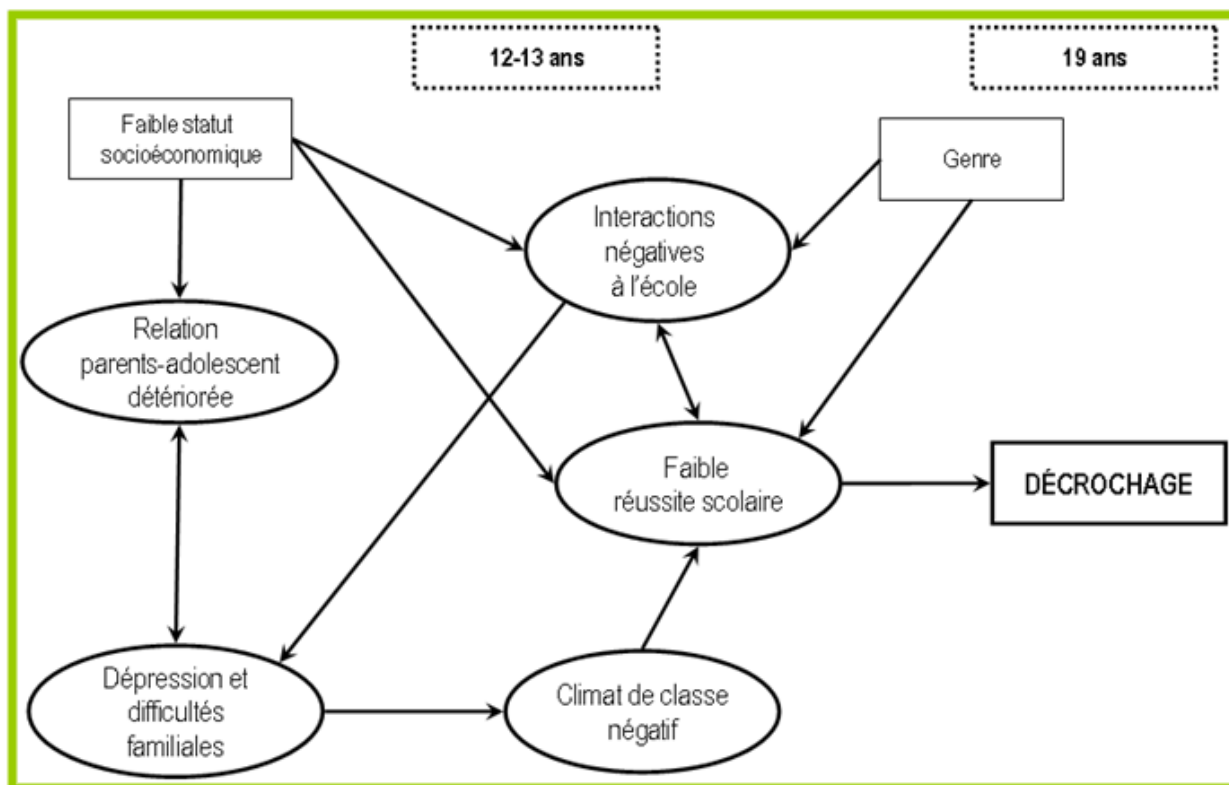 12-13 ans
19 ans
Faible statut
socioéconomique
Genre
Interactions
négatives
à l'école
Relation
parents-adolescent
détériorée
Faible
réussite scolaire
DÉCROCHAGE
Dépression et
difficultés
familiales
Climat de classe
négatif